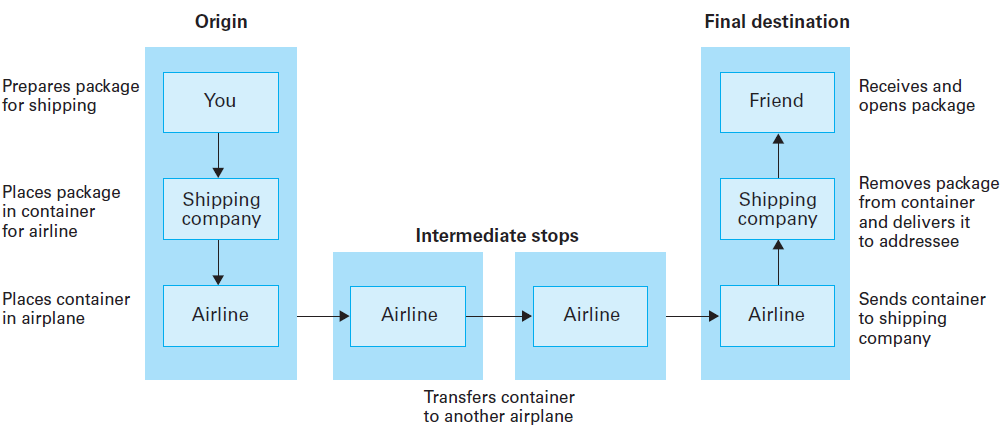 Origin
Final destination
Prepares package
for shipping
You
Friend
Receives and
opens package
Places package
in container
for airline
Shipping
company
Shipping
company
Removes package
from container
and delivers it
to addressee
Intermediate stops
Places container
in airplane
Airline
Airline
Airline
Airline
Sends container
to shipping
company
Transfers container
to another airplane